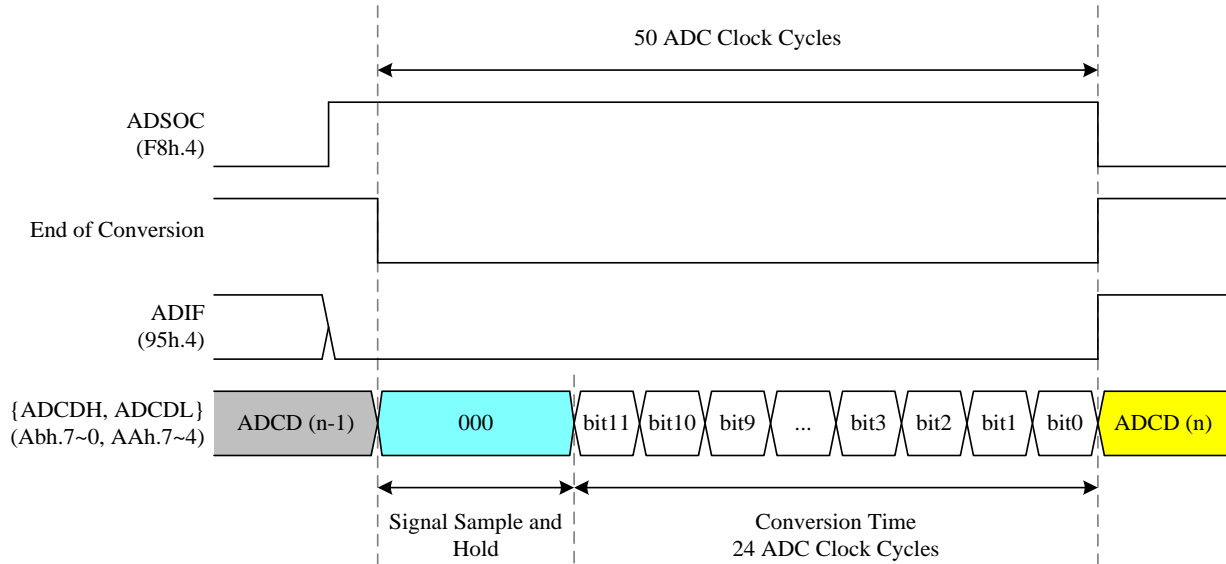 50 ADC Clock Cycles
ADSOC
(F8h.4)
End of Conversion
ADIF
(95h.4)
{ADCDH, ADCDL}
(Abh.7~0, AAh.7~4)
ADCD (n-1)
000
bit11
bit10
bit9
...
bit3
bit2
bit1
bit0
ADCD (n)
Signal Sample and
Hold
Conversion Time
24 ADC Clock Cycles